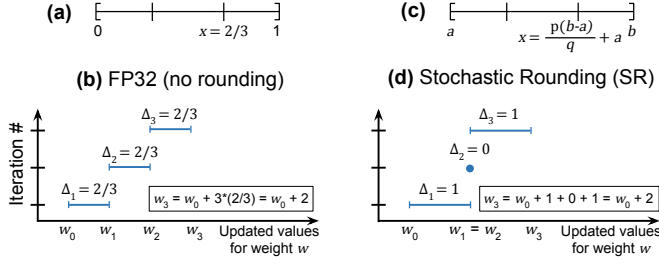 (a)
0
x = 2/3
1
(b) FP32 (no rounding)
Iteration #
Δ₃ = 2/3
Δ₂ = 2/3
Δ₁ = 2/3
w₃ = w₀ + 3*(2/3) = w₀ + 2
w₀ w₁ w₂ w₃
Updated values
for weight w
(c)
a
x = p(b-a)/q + a
b
(d) Stochastic Rounding (SR)
Δ₃ = 1
Δ₂ = 0
Δ₁ = 1
w₃ = w₀ + 1 + 0 + 1 = w₀ + 2
w₀ w₁ = w₂ w₃
Updated values
for weight w